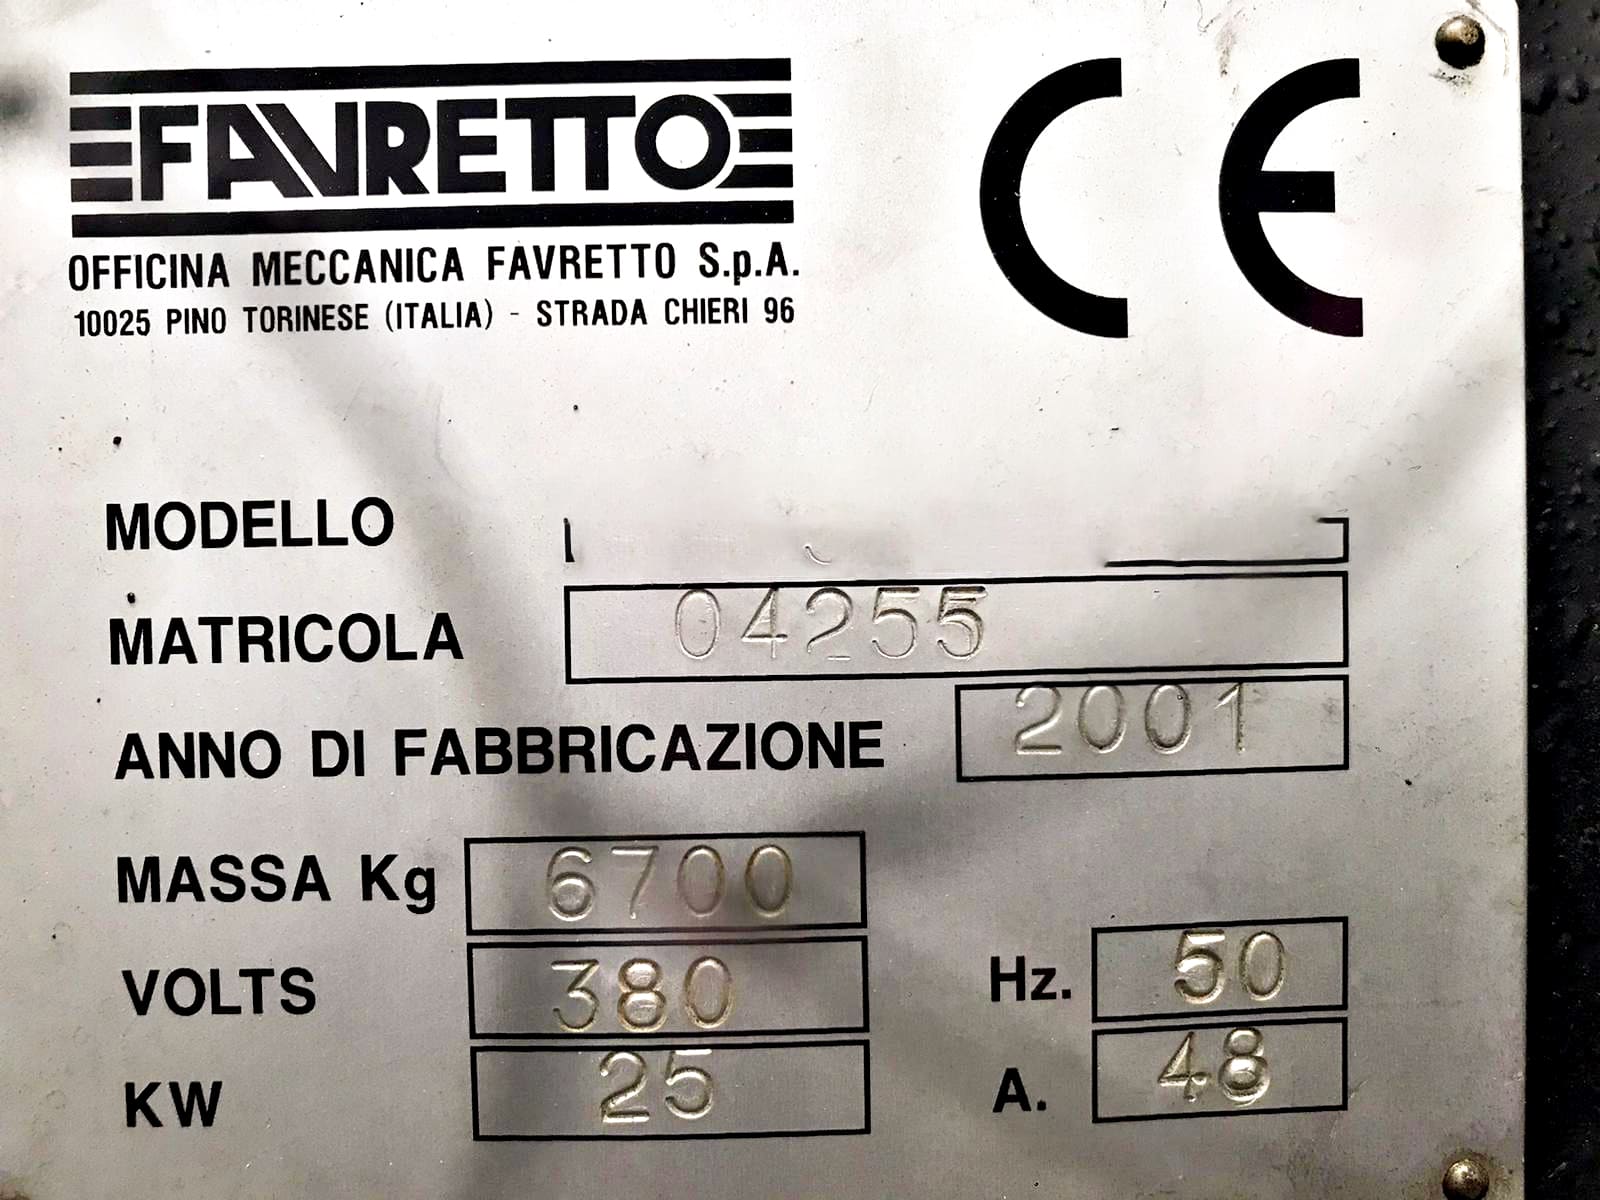 FAVRETTO
OFFICINA MECCANICA FAVRETTO S.p.A.
10025 PINO TORINESE (ITALIA) - STRADA CHIERI 96
CE
MODELLO
MATRICOLA 04255
ANNO DI FABBRICAZIONE 2001
MASSA Kg 6700
VOLTS 380 Hz. 50
KW 25 A. 48